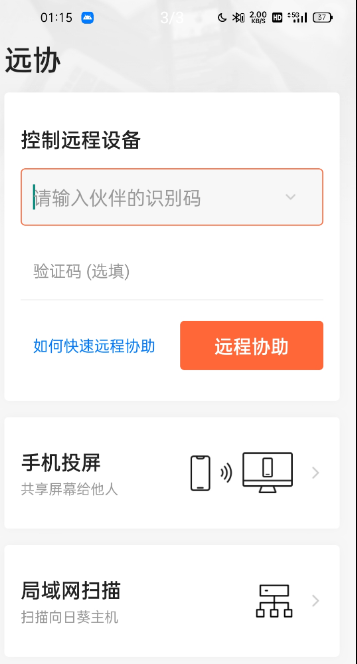 01:15
3/3
2.00
KB/S
HD
5G
37
远协
控制远程设备
请输入伙伴的识别码
验证码 (选填)
如何快速远程协助
远程协助
手机投屏
共享屏幕给他人
局域网扫描
扫描向日葵主机